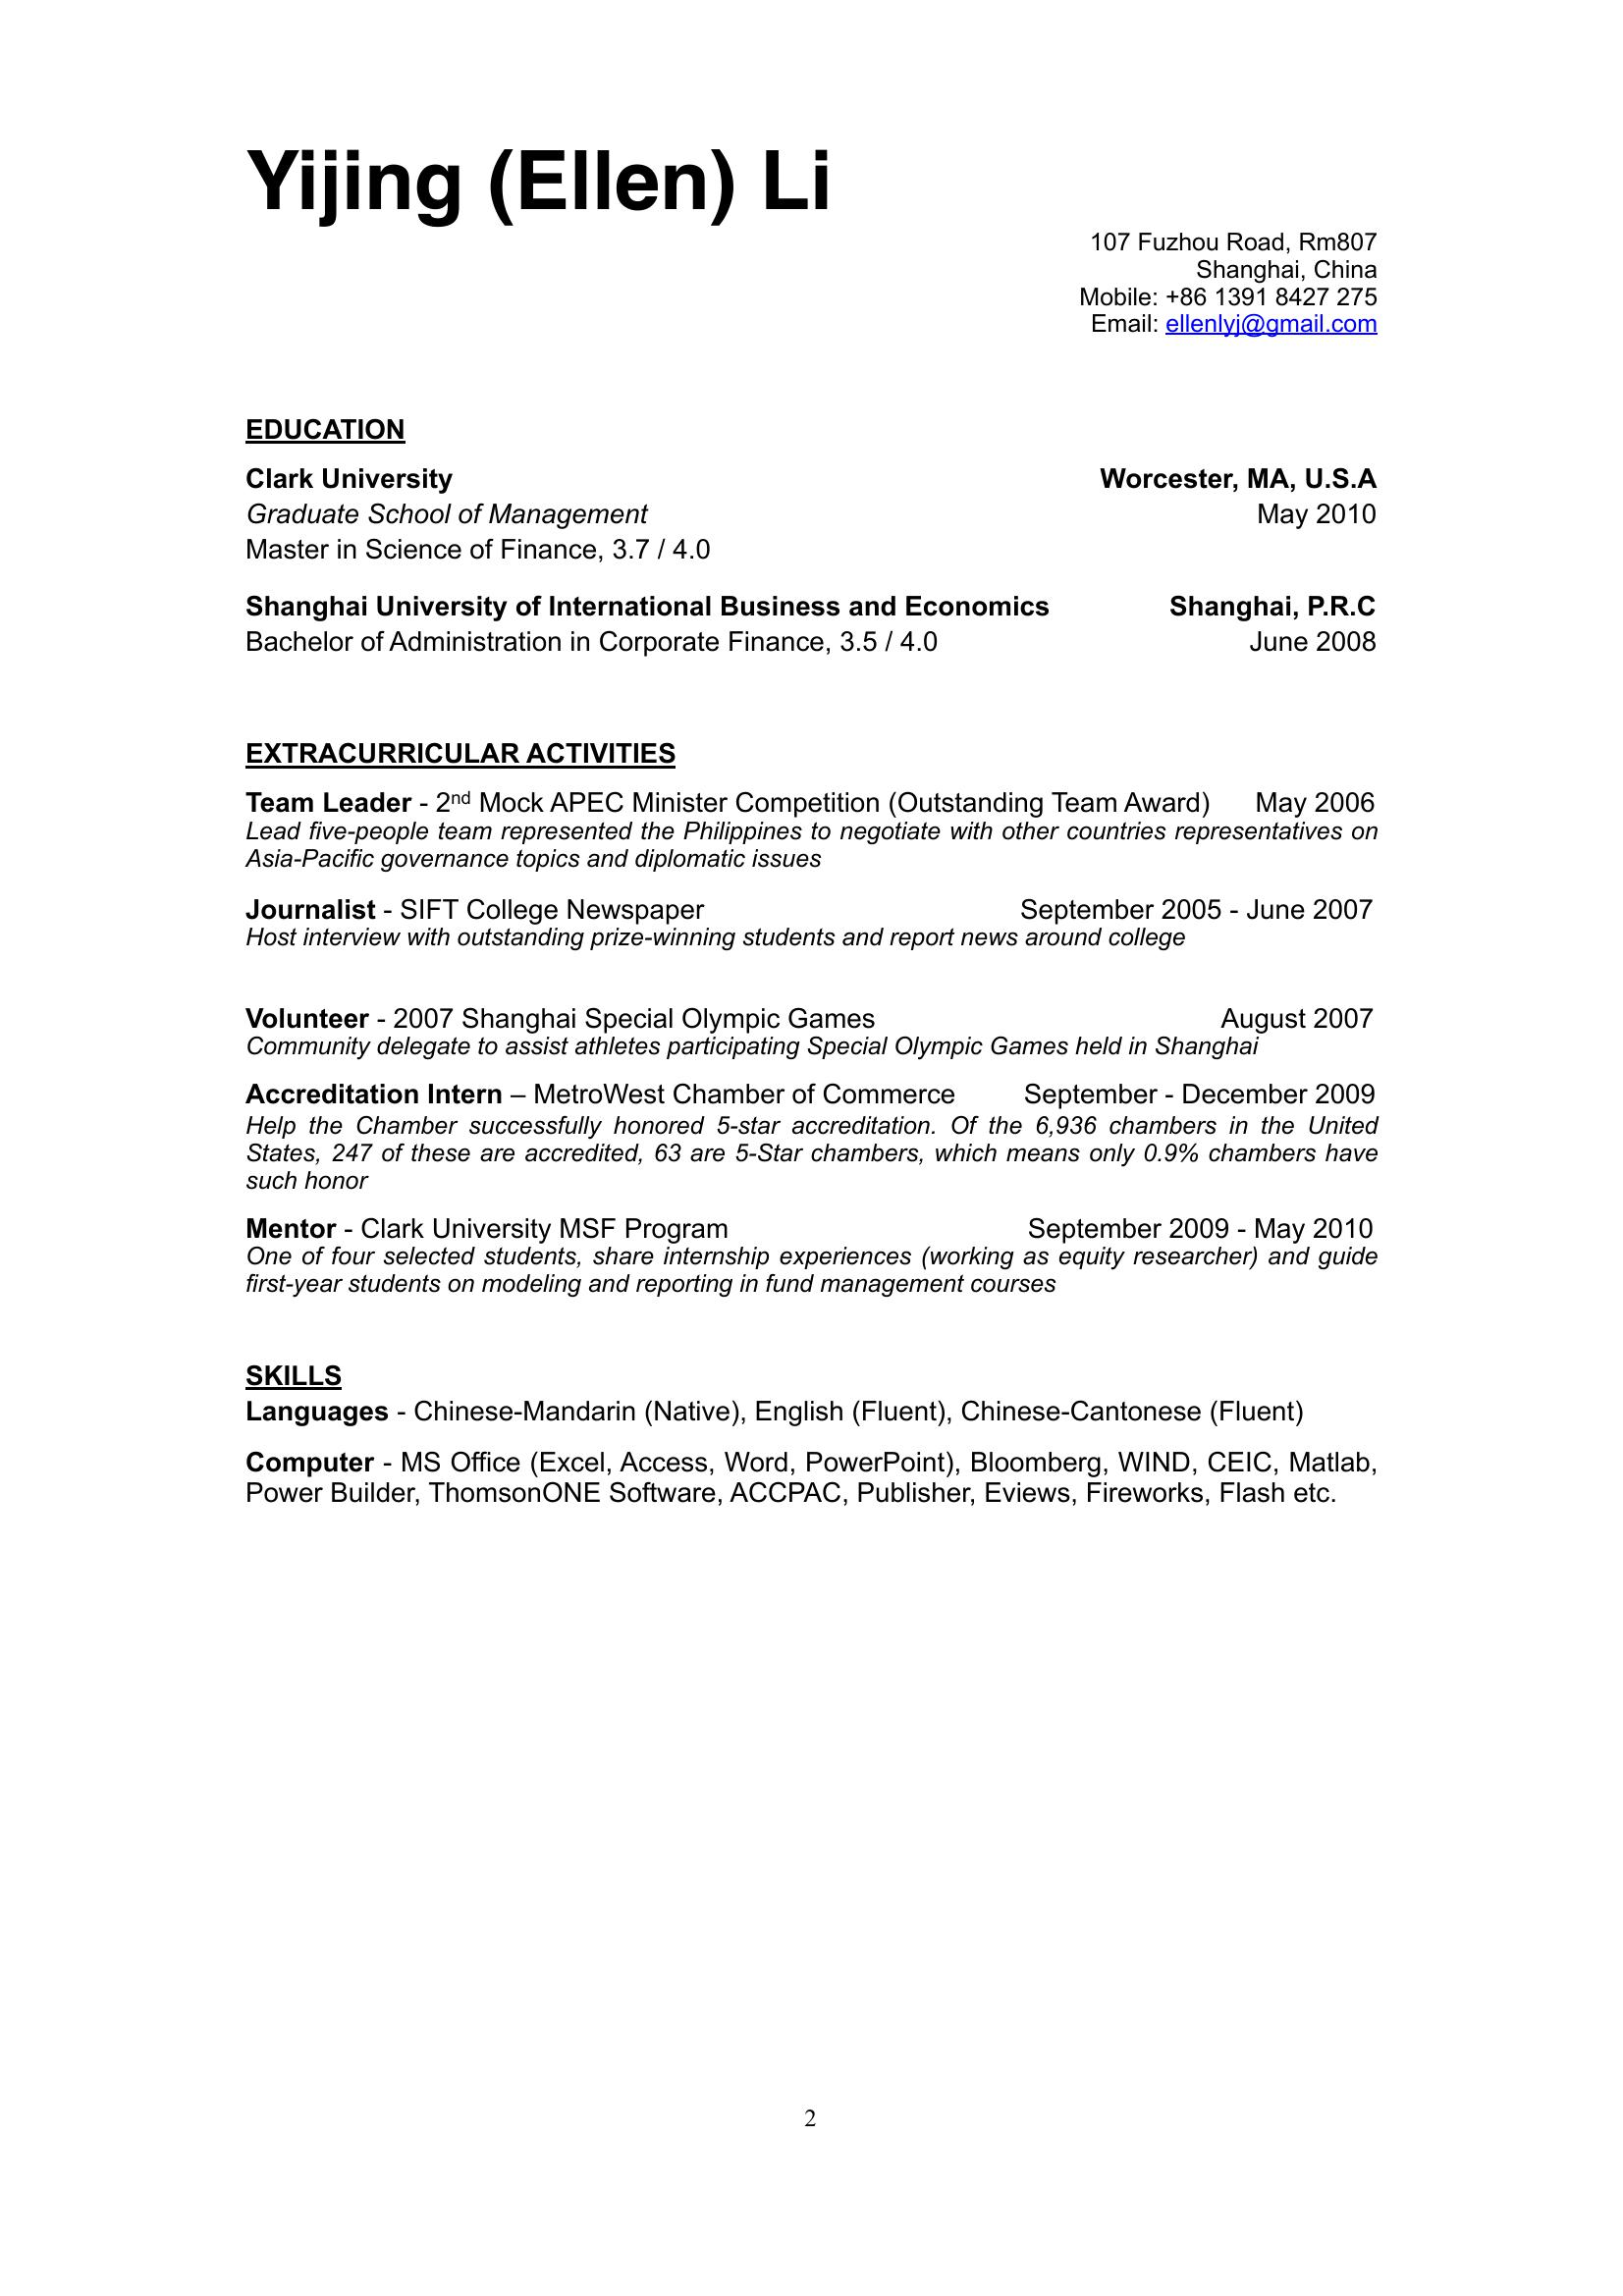 Yijing (Ellen) Li
107 Fuzhou Road, Rm807
Shanghai, China
Mobile: +86 1391 8427 275
Email: ellenlyj@gmail.com
EDUCATION
Clark University Worcester, MA, U.S.A
Graduate School of Management May 2010
Master in Science of Finance, 3.7 / 4.0
Shanghai University of International Business and Economics Shanghai, P.R.C
Bachelor of Administration in Corporate Finance, 3.5 / 4.0 June 2008
EXTRACURRICULAR ACTIVITIES
Team Leader - 2nd Mock APEC Minister Competition (Outstanding Team Award) May 2006
Lead five-people team represented the Philippines to negotiate with other countries representatives on
Asia-Pacific governance topics and diplomatic issues
Journalist - SIFT College Newspaper September 2005 - June 2007
Host interview with outstanding prize-winning students and report news around college
Volunteer - 2007 Shanghai Special Olympic Games August 2007
Community delegate to assist athletes participating Special Olympic Games held in Shanghai
Accreditation Intern – MetroWest Chamber of Commerce September - December 2009
Help the Chamber successfully honored 5-star accreditation. Of the 6,936 chambers in the United
States, 247 of these are accredited, 63 are 5-Star chambers, which means only 0.9% chambers have
such honor
Mentor - Clark University MSF Program September 2009 - May 2010
One of four selected students, share internship experiences (working as equity researcher) and guide
first-year students on modeling and reporting in fund management courses
SKILLS
Languages - Chinese-Mandarin (Native), English (Fluent), Chinese-Cantonese (Fluent)
Computer - MS Office (Excel, Access, Word, PowerPoint), Bloomberg, WIND, CEIC, Matlab,
Power Builder, ThomsonONE Software, ACCPAC, Publisher, Eviews, Fireworks, Flash etc.
2